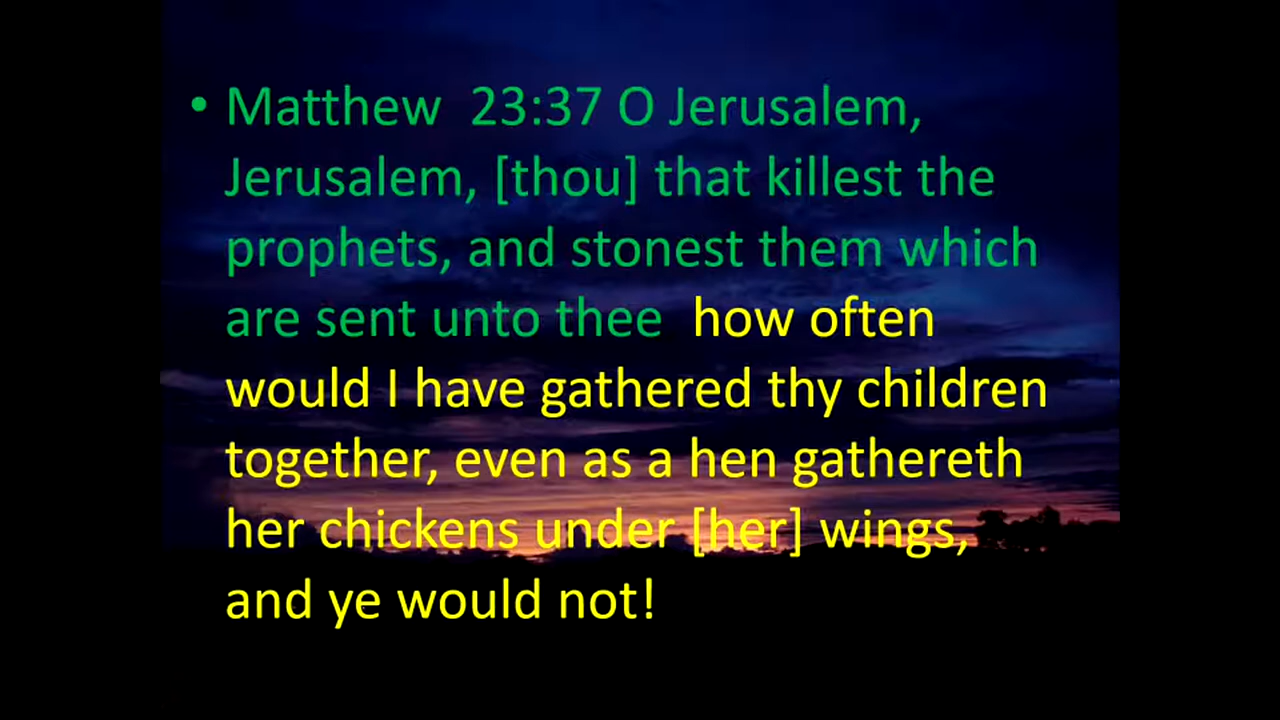 • Matthew  23:37 O Jerusalem,
Jerusalem, [thou] that killest the
prophets, and stonest them which
are sent unto thee  how often
would I have gathered thy children
together, even as a hen gathereth
her chickens under [her] wings,
and ye would not!